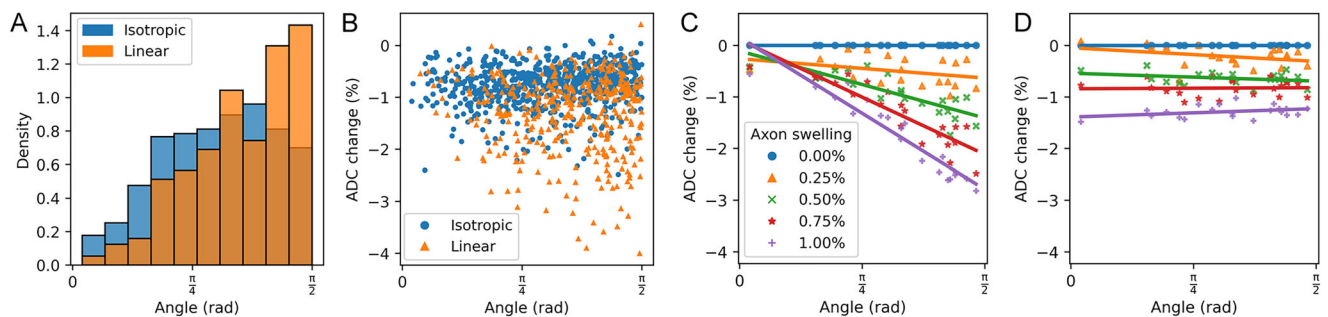 A
Density
1.4
1.2
1.0
0.8
0.6
0.4
0.2
0.0
Isotropic
Linear
0
π/4
π/2
Angle (rad)
B
ADC change (%)
0
−1
−2
−3
−4
Isotropic
Linear
0
π/4
π/2
Angle (rad)
C
ADC change (%)
0
−1
−2
−3
−4
Axon swelling
0.00%
0.25%
0.50%
0.75%
1.00%
0
π/4
π/2
Angle (rad)
D
ADC change (%)
0
−1
−2
−3
−4
0
π/4
π/2
Angle (rad)